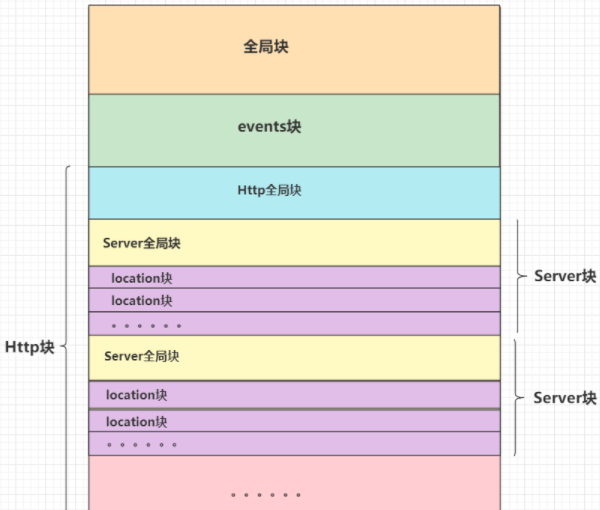 全局块
events块
Http全局块
Server全局块
location块
location块
。。。。。。
Server块
Http块
Server全局块
location块
location块
。。。。。。
Server块
。。。。。。